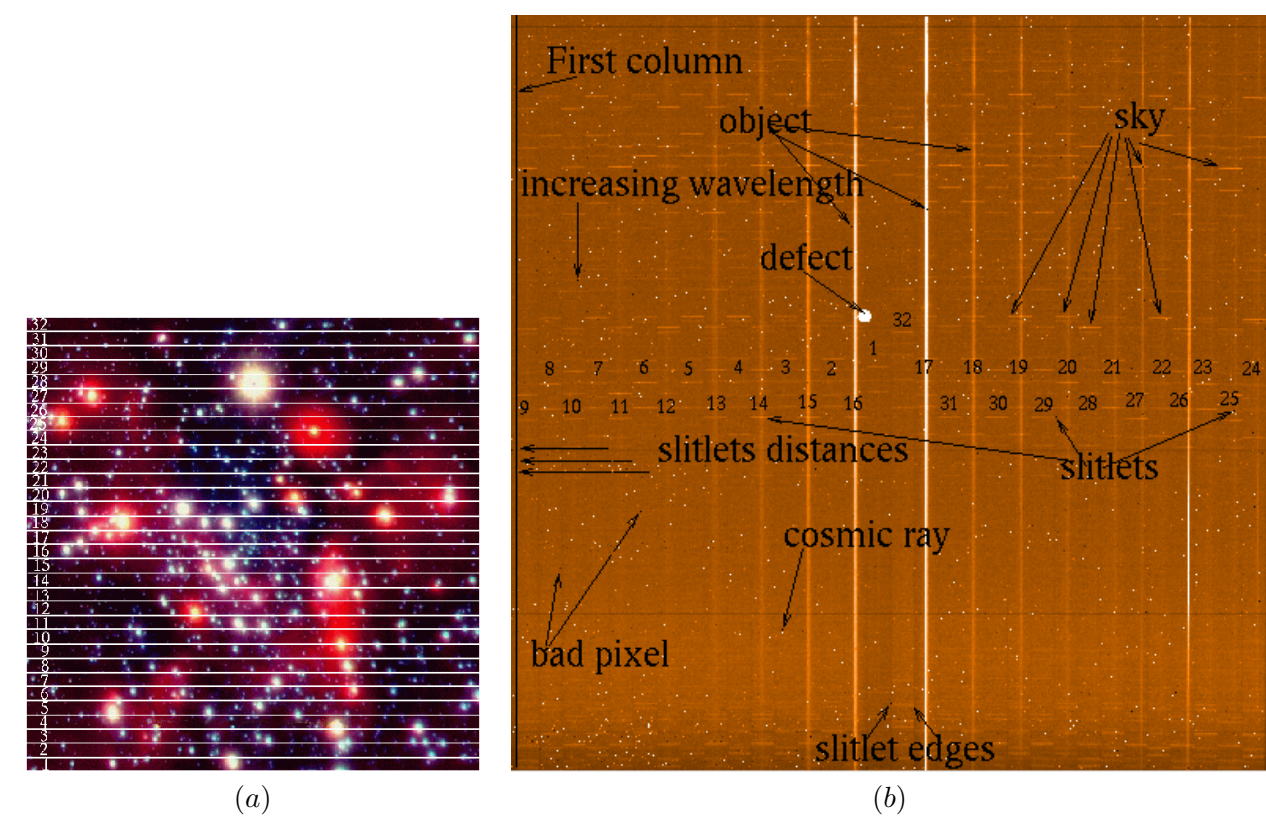 First column
object
sky
increasing wavelength
defect
32
1
8 7 6 5 4 3 2 17 18 19 20 21 22 23 24
9 10 11 12 13 14 15 16 31 30 29 28 27 26 25
slitlets distances
slitlets
cosmic ray
bad pixel
slitlet edges
32
31
30
29
28
27
26
25
24
23
22
21
20
19
18
17
16
15
14
13
12
11
10
9
8
7
6
5
4
3
2
1
(a)
(b)